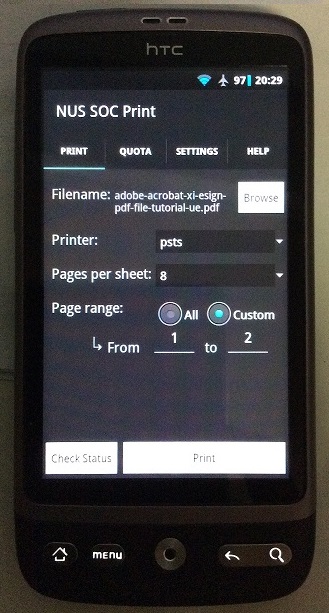 htc
97 20:29
NUS SOC Print
PRINT QUOTA SETTINGS HELP
Filename: adobe-acrobat-xi-esign-
pdf-file-tutorial-ue.pdf
Browse
Printer: psts
Pages per sheet: 8
Page range: All Custom
From 1 to 2
Check Status Print
menu